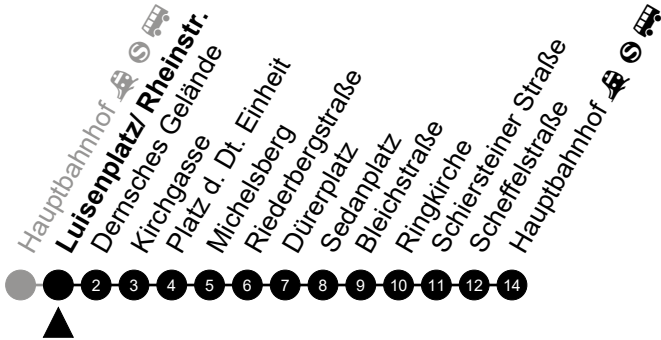 Hauptbahnhof S
Luisenplatz/ Rheinstr.
Dernsches Gelände
Kirchgasse
Platz d. Dt. Einheit
Michelsberg
Riederbergstraße
Dürerplatz
Sedanplatz
Bleichstraße
Ringkirche
Schiersteiner Straße
Scheffelstraße
Hauptbahnhof S
2 3 4 5 6 7 8 9 10 11 12 14